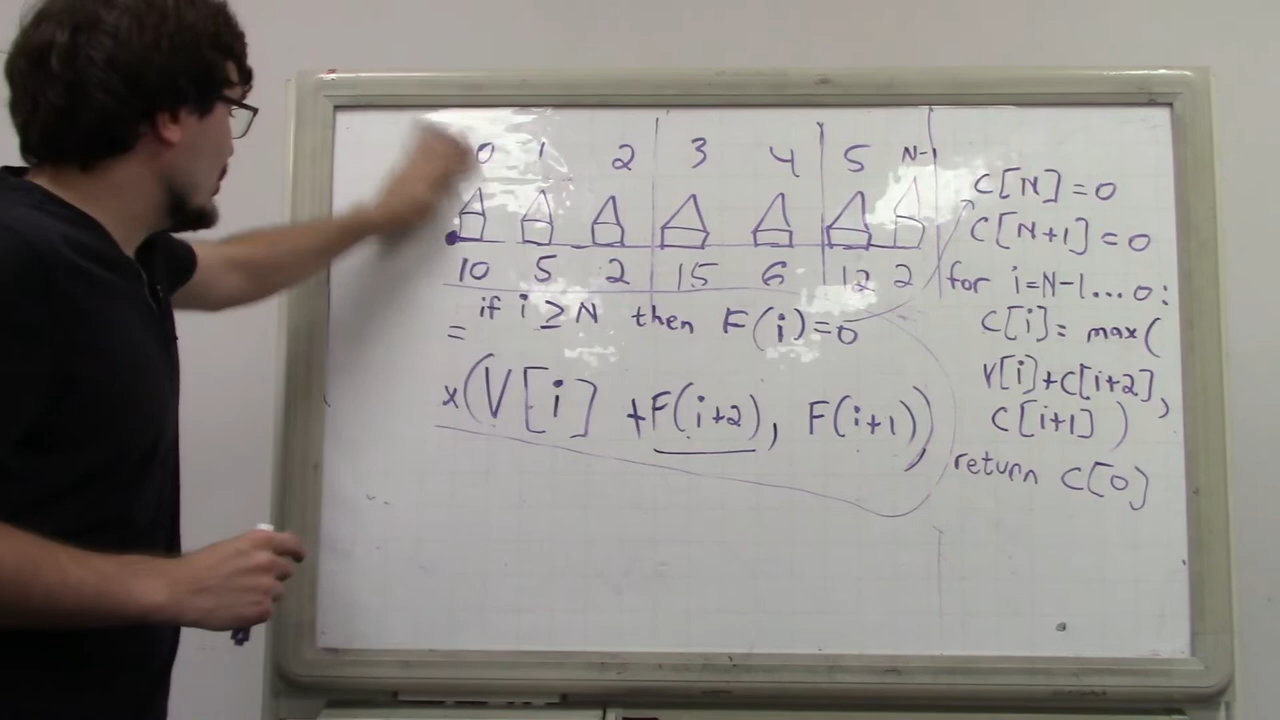 0 1 2 3 4 5 N-1
10 5 2 15 6 12 2
if i ≥ N then F(i)=0
=
x(V[i] +F(i+2), F(i+1))
C[N]=0
C[N+1]=0
for i=N-1...0:
C[i]= max(
V[i]+C[i+2],
C[i+1])
return C[0]